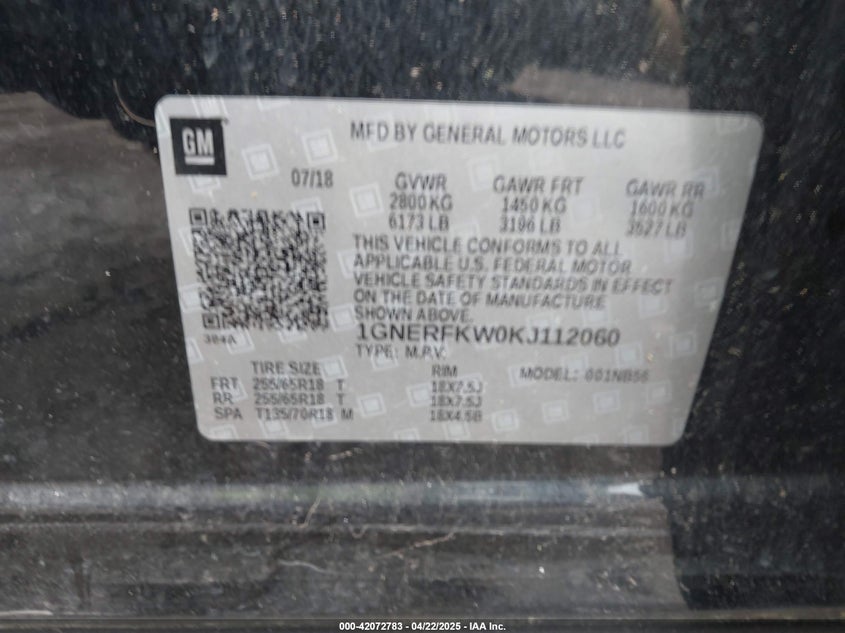 GM
MFD BY GENERAL MOTORS LLC
07/18 GVWR GAWR FRT GAWR RR
2800 KG 1450 KG 1600 KG
6173 LB 3196 LB 3527 LB
THIS VEHICLE CONFORMS TO ALL
APPLICABLE U.S. FEDERAL MOTOR
VEHICLE SAFETY STANDARDS IN EFFECT
ON THE DATE OF MANUFACTURE
SHOWN ABOVE.
384A
1GNERFKW0KJ112060
TYPE: M.P.V.
TIRE SIZE RIM MODEL: 001NB56
FRT 255/65R18 T 18X7.5J
RR 255/65R18 T 18X7.5J
SPA T135/70R18 M 18X4.5B
000-42072783 - 04/22/2025 - IAA Inc.